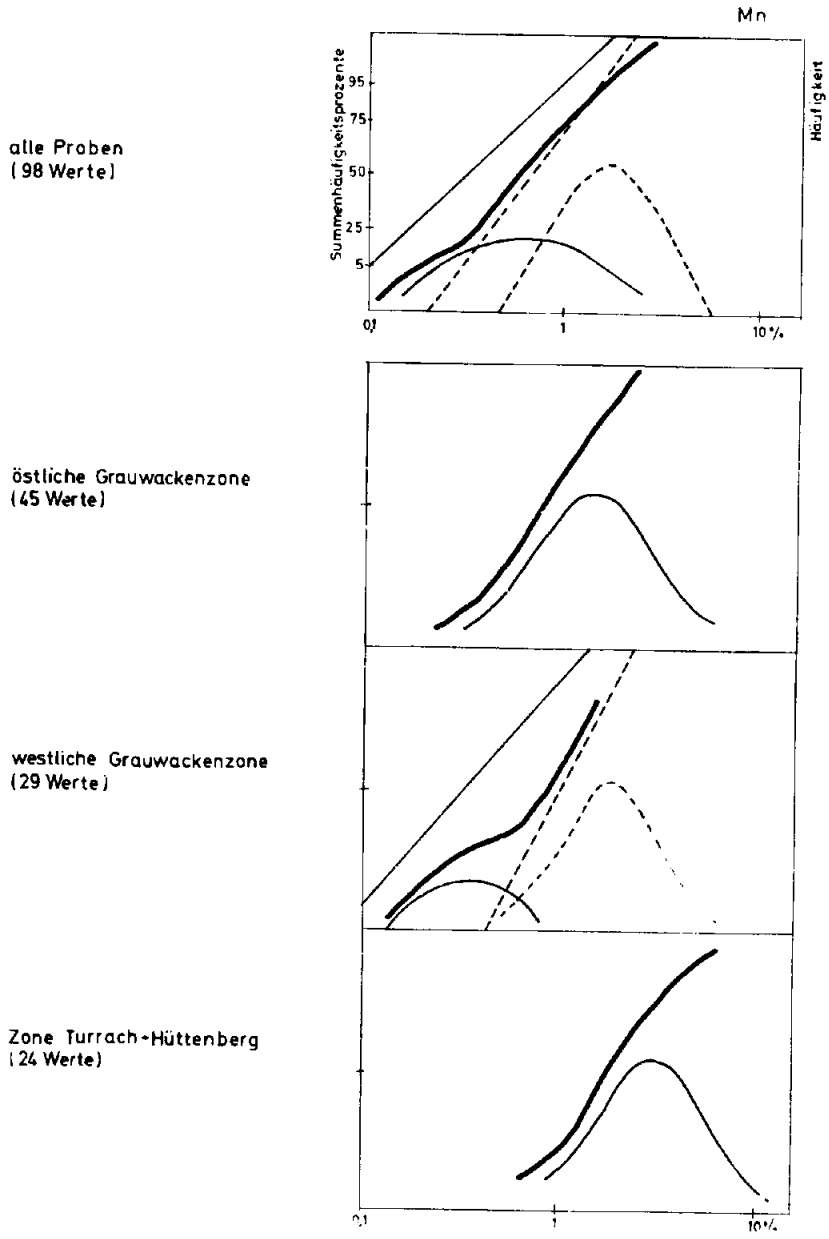 Mn
Summenhäufigkeitsprozente
Häufigkeit
95
75
50
25
5
0,1
1
10%
alle Proben
(98 Werte)
östliche Grauwackenzone
(45 Werte)
westliche Grauwackenzone
(29 Werte)
Zone Turrach-Hüttenberg
(24 Werte)
0,1
1
10%